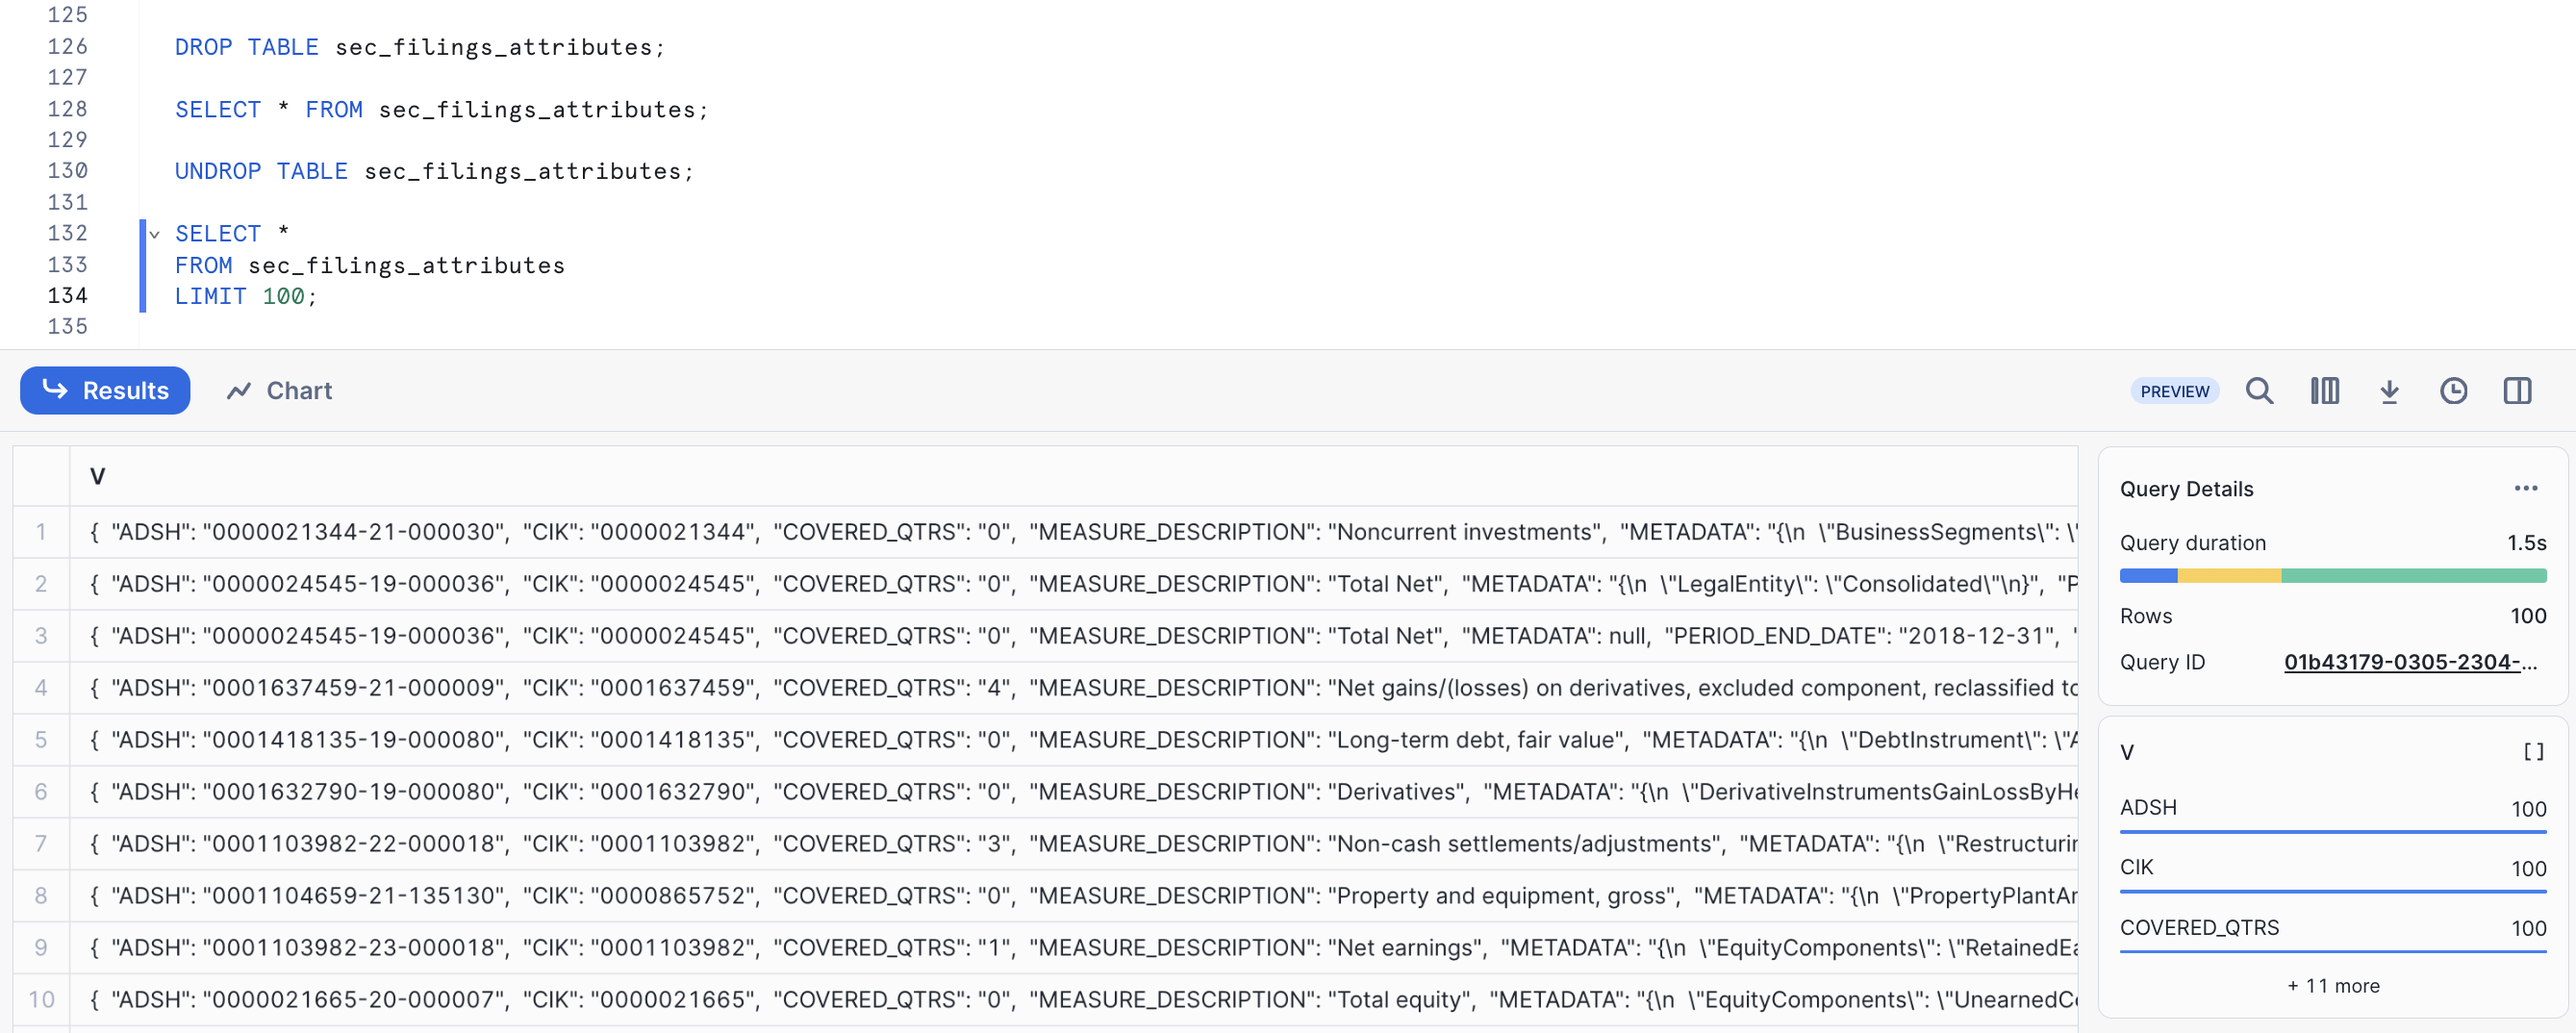 125
126 DROP TABLE sec_filings_attributes;
127
128 SELECT * FROM sec_filings_attributes;
129
130 UNDROP TABLE sec_filings_attributes;
131
132 SELECT *
133 FROM sec_filings_attributes
134 LIMIT 100;
135
Results Chart PREVIEW
V
1 { "ADSH": "0000021344-21-000030", "CIK": "0000021344", "COVERED_QTRS": "0", "MEASURE_DESCRIPTION": "Noncurrent investments", "METADATA": "{\n \"BusinessSegments\": \"
2 { "ADSH": "0000024545-19-000036", "CIK": "0000024545", "COVERED_QTRS": "0", "MEASURE_DESCRIPTION": "Total Net", "METADATA": "{\n \"LegalEntity\": \"Consolidated\"\n}", "P
3 { "ADSH": "0000024545-19-000036", "CIK": "0000024545", "COVERED_QTRS": "0", "MEASURE_DESCRIPTION": "Total Net", "METADATA": null, "PERIOD_END_DATE": "2018-12-31", "
4 { "ADSH": "0001637459-21-000009", "CIK": "0001637459", "COVERED_QTRS": "4", "MEASURE_DESCRIPTION": "Net gains/(losses) on derivatives, excluded component, reclassified to
5 { "ADSH": "0001418135-19-000080", "CIK": "0001418135", "COVERED_QTRS": "0", "MEASURE_DESCRIPTION": "Long-term debt, fair value", "METADATA": "{\n \"DebtInstrument\": \"A
6 { "ADSH": "0001632790-19-000080", "CIK": "0001632790", "COVERED_QTRS": "0", "MEASURE_DESCRIPTION": "Derivatives", "METADATA": "{\n \"DerivativeInstrumentsGainLossByHe
7 { "ADSH": "0001103982-22-000018", "CIK": "0001103982", "COVERED_QTRS": "3", "MEASURE_DESCRIPTION": "Non-cash settlements/adjustments", "METADATA": "{\n \"Restructurin
8 { "ADSH": "0001104659-21-135130", "CIK": "0000865752", "COVERED_QTRS": "0", "MEASURE_DESCRIPTION": "Property and equipment, gross", "METADATA": "{\n \"PropertyPlantAn
9 { "ADSH": "0001103982-23-000018", "CIK": "0001103982", "COVERED_QTRS": "1", "MEASURE_DESCRIPTION": "Net earnings", "METADATA": "{\n \"EquityComponents\": \"RetainedEa
10 { "ADSH": "0000021665-20-000007", "CIK": "0000021665", "COVERED_QTRS": "0", "MEASURE_DESCRIPTION": "Total equity", "METADATA": "{\n \"EquityComponents\": \"UnearnedCo
Query Details ...
Query duration 1.5s
Rows 100
Query ID 01b43179-0305-2304-...
V [ ]
ADSH 100
CIK 100
COVERED_QTRS 100
+ 11 more